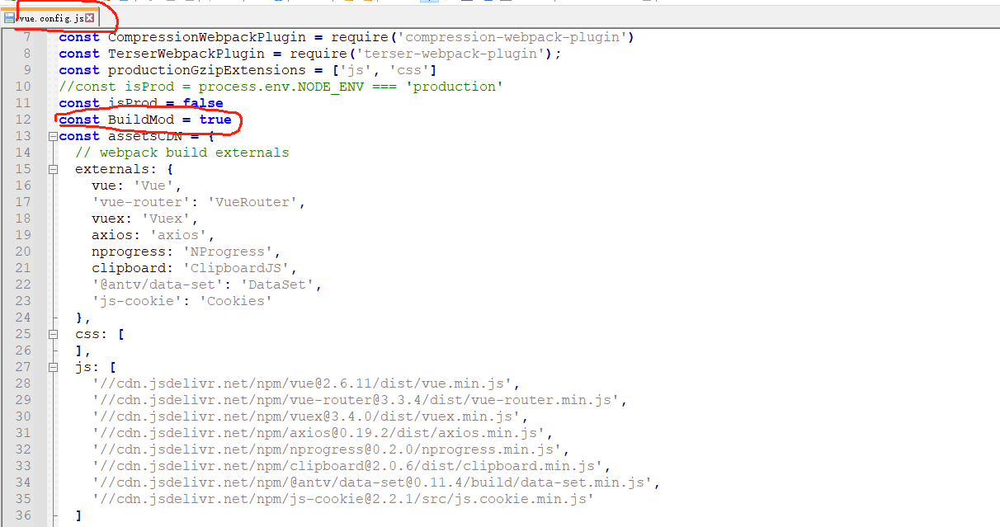 vue.config.js
7 const CompressionWebpackPlugin = require('compression-webpack-plugin')
8 const TerserWebpackPlugin = require('terser-webpack-plugin');
9 const productionGzipExtensions = ['js', 'css']
10 //const isProd = process.env.NODE_ENV === 'production'
11 const isProd = false
12 const BuildMod = true
13 const assetsCDN = {
14 // webpack build externals
15 externals: {
16 vue: 'Vue',
17 'vue-router': 'VueRouter',
18 vuex: 'Vuex',
19 axios: 'axios',
20 nprogress: 'NProgress',
21 clipboard: 'ClipboardJS',
22 '@antv/data-set': 'DataSet',
23 'js-cookie': 'Cookies'
24 },
25 css: [
26 ],
27 js: [
28 '//cdn.jsdelivr.net/npm/vue@2.6.11/dist/vue.min.js',
29 '//cdn.jsdelivr.net/npm/vue-router@3.3.4/dist/vue-router.min.js',
30 '//cdn.jsdelivr.net/npm/vuex@3.4.0/dist/vuex.min.js',
31 '//cdn.jsdelivr.net/npm/axios@0.19.2/dist/axios.min.js',
32 '//cdn.jsdelivr.net/npm/nprogress@0.2.0/nprogress.min.js',
33 '//cdn.jsdelivr.net/npm/clipboard@2.0.6/dist/clipboard.min.js',
34 '//cdn.jsdelivr.net/npm/@antv/data-set@0.11.4/build/data-set.min.js',
35 '//cdn.jsdelivr.net/npm/js-cookie@2.2.1/src/js.cookie.min.js'
36 ]